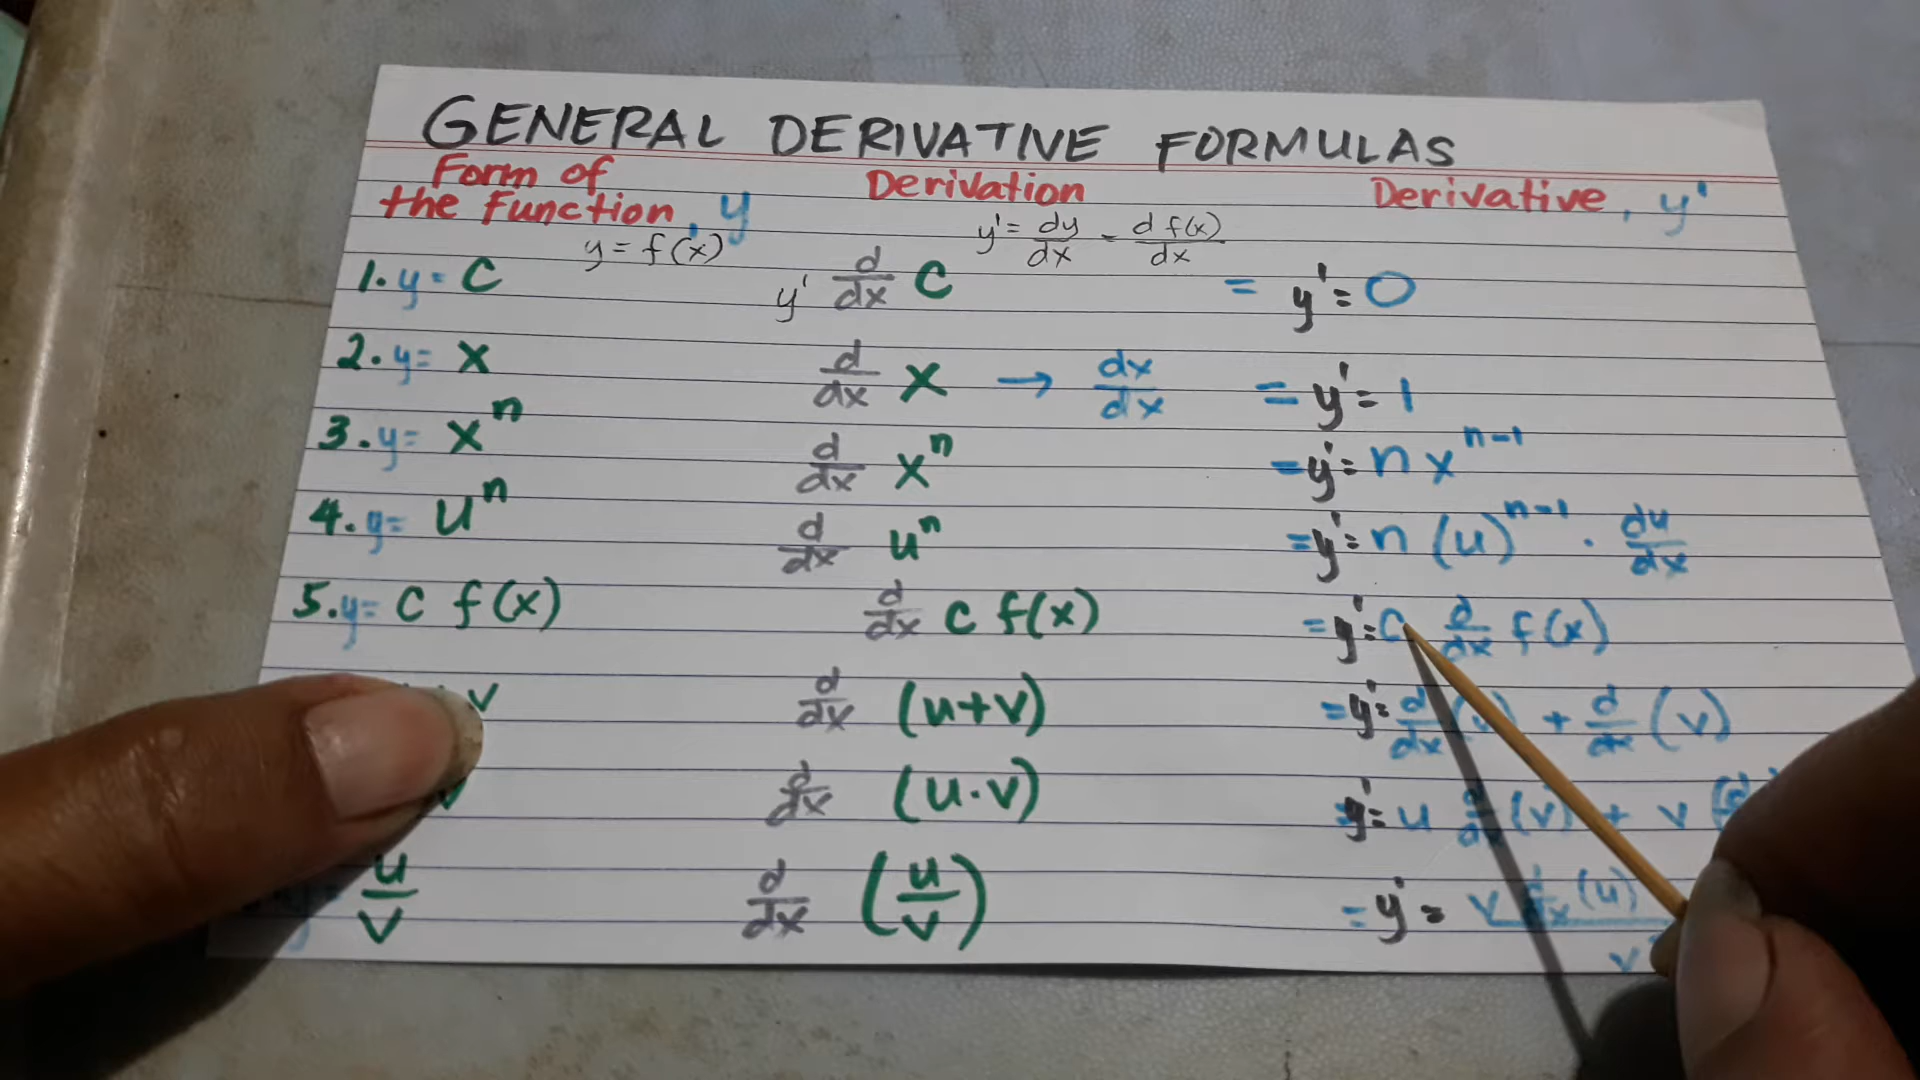 GENERAL DERIVATIVE FORMULAS
Form of the Function, y    Derivation    Derivative, y'
y = f(x)    y' = dy/dx = d f(x)/dx
1. y = C    y' d/dx C    = y' = 0
2. y = x    d/dx x → dx/dx    = y' = 1
3. y = x^n    d/dx x^n    = y' = n x^(n-1)
4. y = u^n    d/dx u^n    = y' = n (u)^(n-1) · du/dx
5. y = C f(x)    d/dx C f(x)    = y' = C d/dx f(x)
v    d/dx (u+v)    = y' = d/dx ( ) + d/dx (v)
v    d/dx (u·v)    = y' = u d/dx (v) + v
u/v    d/dx (u/v)    = y' = v d/dx (u)
v